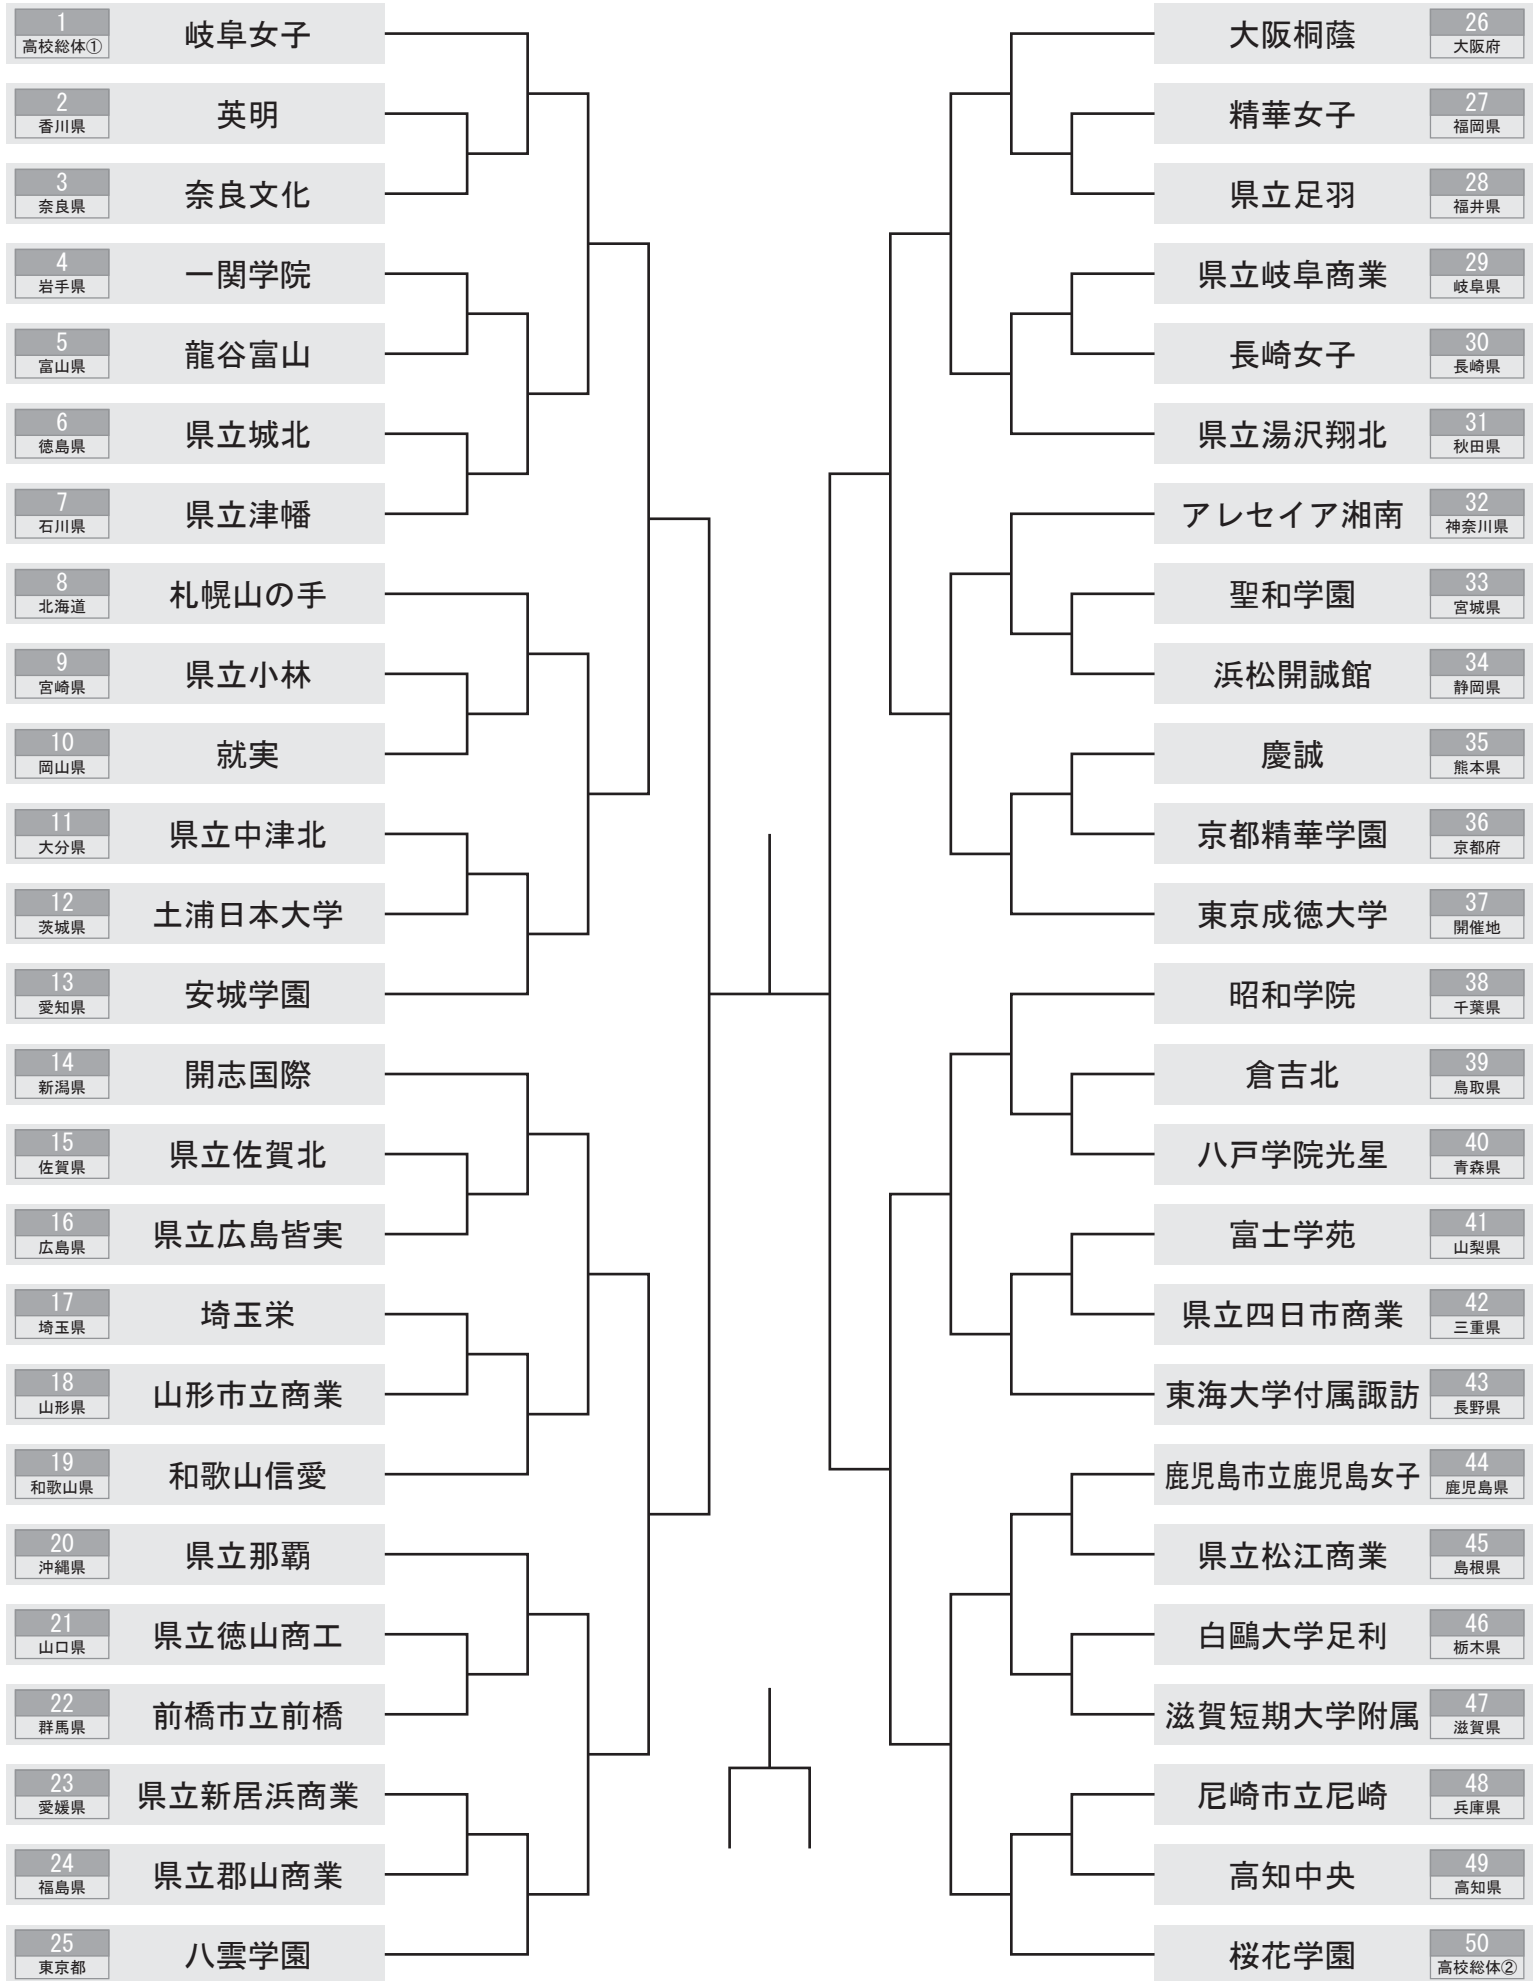 1
高校総体①
岐阜女子
2
香川県
英明
3
奈良県
奈良文化
4
岩手県
一関学院
5
富山県
龍谷富山
6
徳島県
県立城北
7
石川県
県立津幡
8
北海道
札幌山の手
9
宮崎県
県立小林
10
岡山県
就実
11
大分県
県立中津北
12
茨城県
土浦日本大学
13
愛知県
安城学園
14
新潟県
開志国際
15
佐賀県
県立佐賀北
16
広島県
県立広島皆実
17
埼玉県
埼玉栄
18
山形県
山形市立商業
19
和歌山県
和歌山信愛
20
沖縄県
県立那覇
21
山口県
県立徳山商工
22
群馬県
前橋市立前橋
23
愛媛県
県立新居浜商業
24
福島県
県立郡山商業
25
東京都
八雲学園
大阪桐蔭
26
大阪府
精華女子
27
福岡県
県立足羽
28
福井県
県立岐阜商業
29
岐阜県
長崎女子
30
長崎県
県立湯沢翔北
31
秋田県
アレセイア湘南
32
神奈川県
聖和学園
33
宮城県
浜松開誠館
34
静岡県
慶誠
35
熊本県
京都精華学園
36
京都府
東京成徳大学
37
開催地
昭和学院
38
千葉県
倉吉北
39
鳥取県
八戸学院光星
40
青森県
富士学苑
41
山梨県
県立四日市商業
42
三重県
東海大学付属諏訪
43
長野県
鹿児島市立鹿児島女子
44
鹿児島県
県立松江商業
45
島根県
白鷗大学足利
46
栃木県
滋賀短期大学附属
47
滋賀県
尼崎市立尼崎
48
兵庫県
高知中央
49
高知県
桜花学園
50
高校総体②